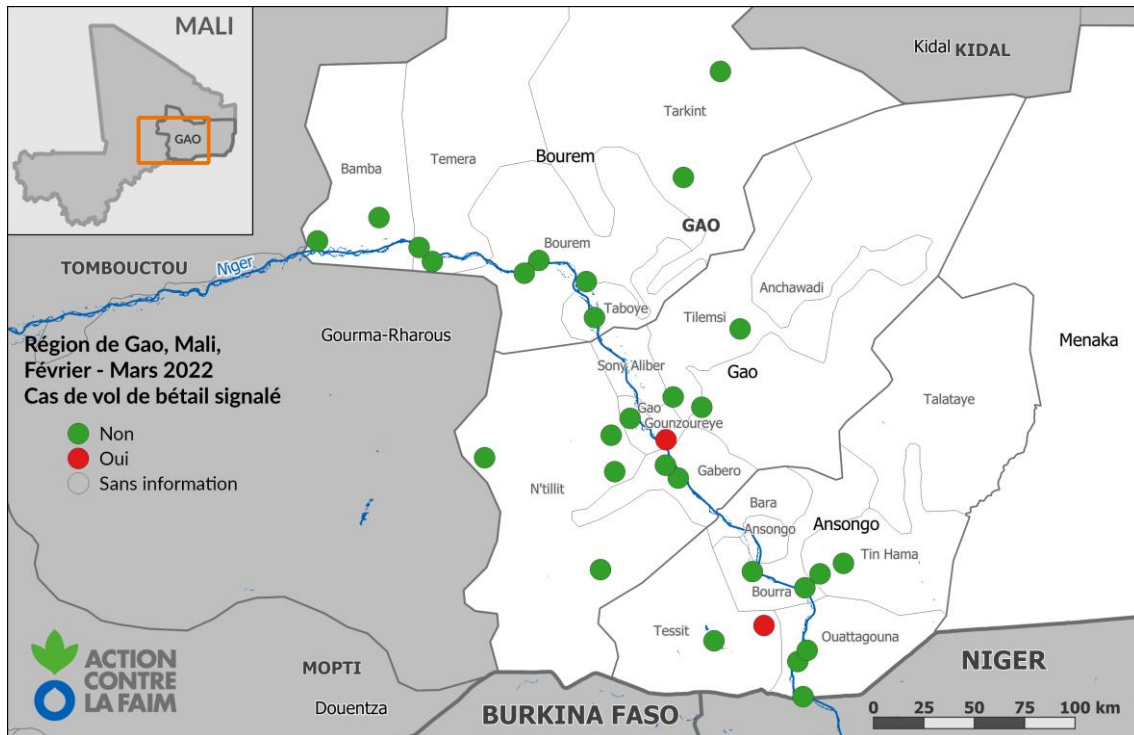 MALI
GAO
Kidal KIDAL
Tarkint
Bourem
Temera
Bamba
GAO
Bourem
TOMBOUCTOU
Niger
Anchawadi
Taboye
Tilemsi
Gourma-Rharous
Menaka
Région de Gao, Mali,
Février - Mars 2022
Cas de vol de bétail signalé
Non
Oui
Sans information
Sony Aliber
Gao
Talataye
Gao
Gounzoureye
N'tillit
Gabero
Bara
Ansongo
Ansongo
Tin Hama
Bourra
Tessit
Ouattagouna
ACTION
CONTRE
LA FAIM
MOPTI
Douentza
NIGER
BURKINA FASO
0 25 50 75 100 km